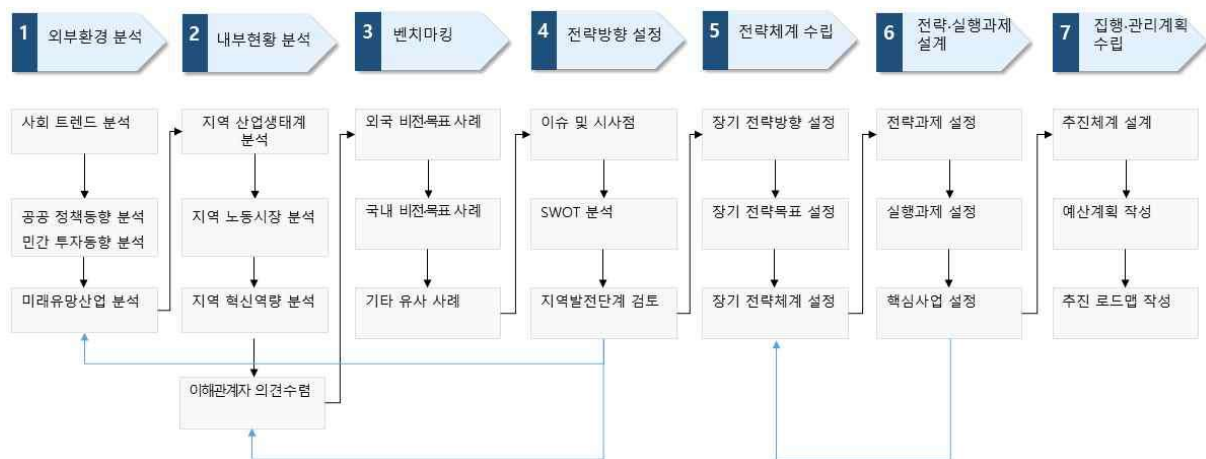 1 외부환경 분석
2 내부현황 분석
3 벤치마킹
4 전략방향 설정
5 전략체계 수립
6 전략·실행과제
설계
7 집행·관리계획
수립
사회 트렌드 분석
공공 정책동향 분석
민간 투자동향 분석
미래유망산업 분석
지역 산업생태계
분석
지역 노동시장 분석
지역 혁신역량 분석
이해관계자 의견수렴
외국 비전·목표 사례
국내 비전·목표 사례
기타 유사 사례
이슈 및 시사점
SWOT 분석
지역발전단계 검토
장기 전략방향 설정
장기 전략목표 설정
장기 전략체계 설정
전략과제 설정
실행과제 설정
핵심사업 설정
추진체계 설계
예산계획 작성
추진 로드맵 작성